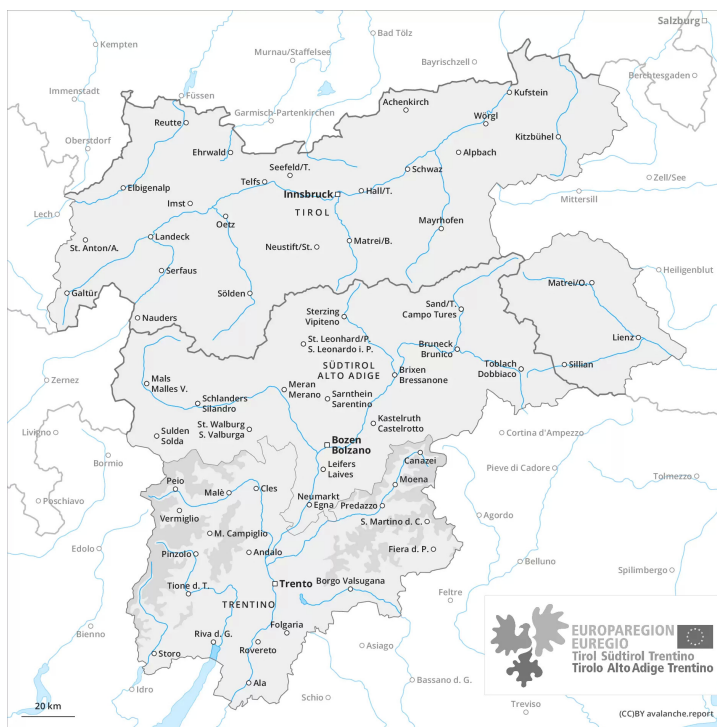 Salzburg
Kempten
Bad Tölz
Murnau/Staffelsee
Bayrischzell
Berchtesgaden
Immenstadt
Füssen
Kufstein
Achenkirch
Garmisch-Partenkirchen
Wörgl
Reutte
Kitzbühel
Oberstdorf
Ehrwald
Alpbach
Seefeld/T.
Schwaz
Zell/See
Telfs
Elbigenalp
Innsbruck
Hall/T.
Mittersill
Imst
TIROL
Lech
Oetz
Mayrhofen
Landeck
Matrei/B.
St. Anton/A.
Neustift/St.
Serfaus
Heiligenblut
Matrei/O.
Galtür
Sölden
Sand/T.
Campo Tures
Sterzing
Vipiteno
Nauders
St. Leonhard/P.
S. Leonardo i. P.
Lienz
Bruneck
Brunico
Toblach
Dobbiaco
Sillian
SÜDTIROL
ALTO ADIGE
Brixen
Bressanone
Zernez
Mals
Malles V.
Meran
Merano
Sarnthein
Sarentino
Schlanders
Silandro
St. Walburg
S. Valburga
Kastelruth
Castelrotto
Livigno
Sulden
Solda
Cortina d'Ampezzo
Bozen
Bolzano
Bormio
Canazei
Leifers
Laives
Pieve di Cadore
Tolmezzo
Peio
Moena
Malè
Cles
Neumarkt
Egna
Predazzo
Poschiavo
Vermiglio
Agordo
S. Martino d. C.
M. Campiglio
Edolo
Pinzolo
Andalo
Fiera d. P.
Belluno
Spilimbergo
Tione d. T.
Trento
Borgo Valsugana
Feltre
TRENTINO
Bienno
Folgaria
Riva d. G.
Rovereto
Asiago
Storo
Idro
Ala
Schio
Bassano d. G.
Treviso
EUROPAREGION
EUREGIO
Tirol Südtirol Trentino
Tirolo Alto Adige Trentino
20 km
(CC)BY avalanche.report